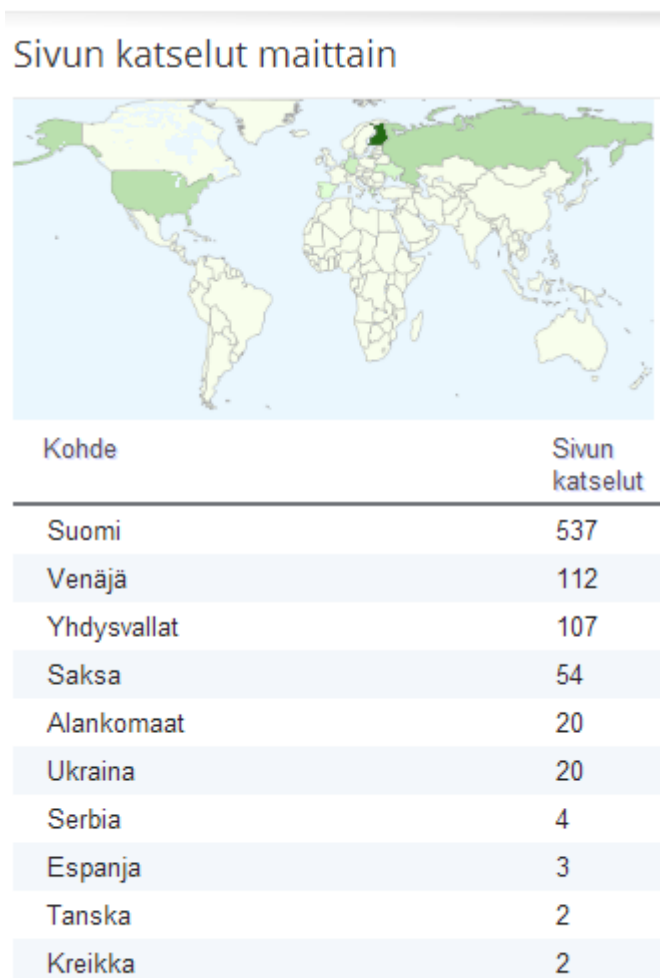 Sivun katselut maittain
Kohde Sivun
katselut
Suomi 537
Venäjä 112
Yhdysvallat 107
Saksa 54
Alankomaat 20
Ukraina 20
Serbia 4
Espanja 3
Tanska 2
Kreikka 2